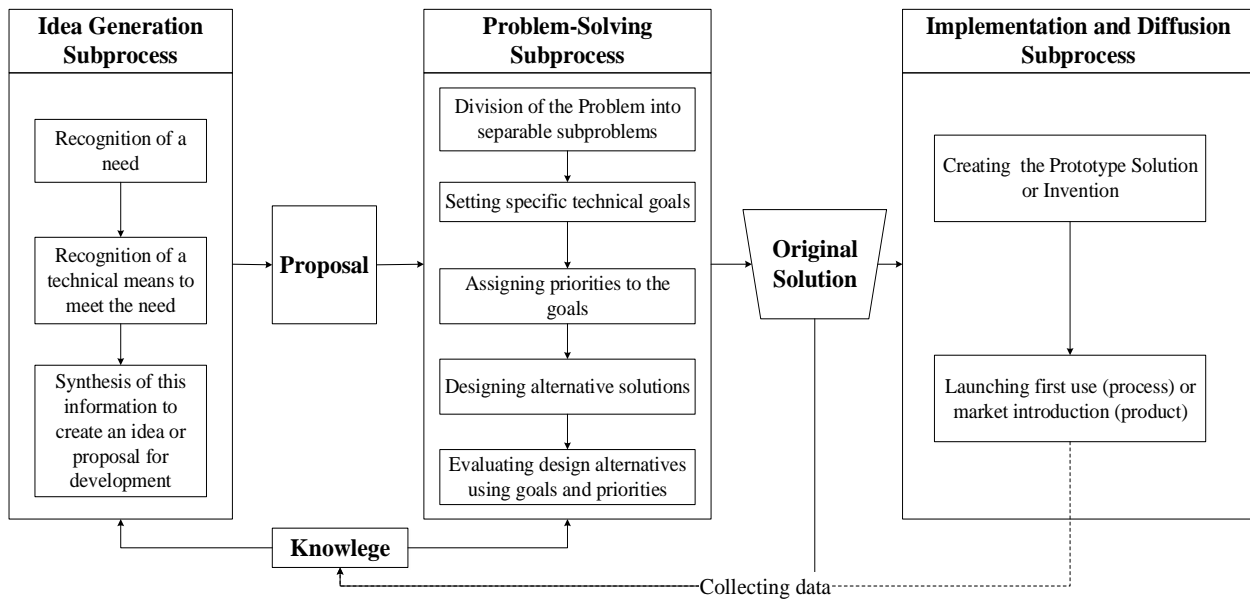 Idea Generation
Subprocess
Recognition of a
need
Recognition of a
technical means to
meet the need
Synthesis of this
information to
create an idea or
proposal for
development
Proposal
Problem-Solving
Subprocess
Division of the Problem into
separable subproblems
Setting specific technical goals
Assigning priorities to the
goals
Designing alternative solutions
Evaluating design alternatives
using goals and priorities
Original
Solution
Implementation and Diffusion
Subprocess
Creating the Prototype Solution
or Invention
Launching first use (process) or
market introduction (product)
Knowlege
Collecting data